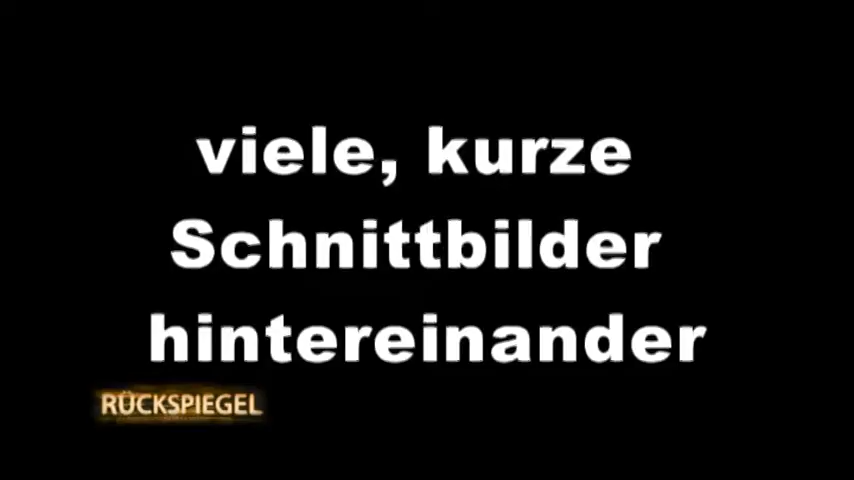 viele, kurze
Schnittbilder
hintereinander
RÜCKSPIEGEL